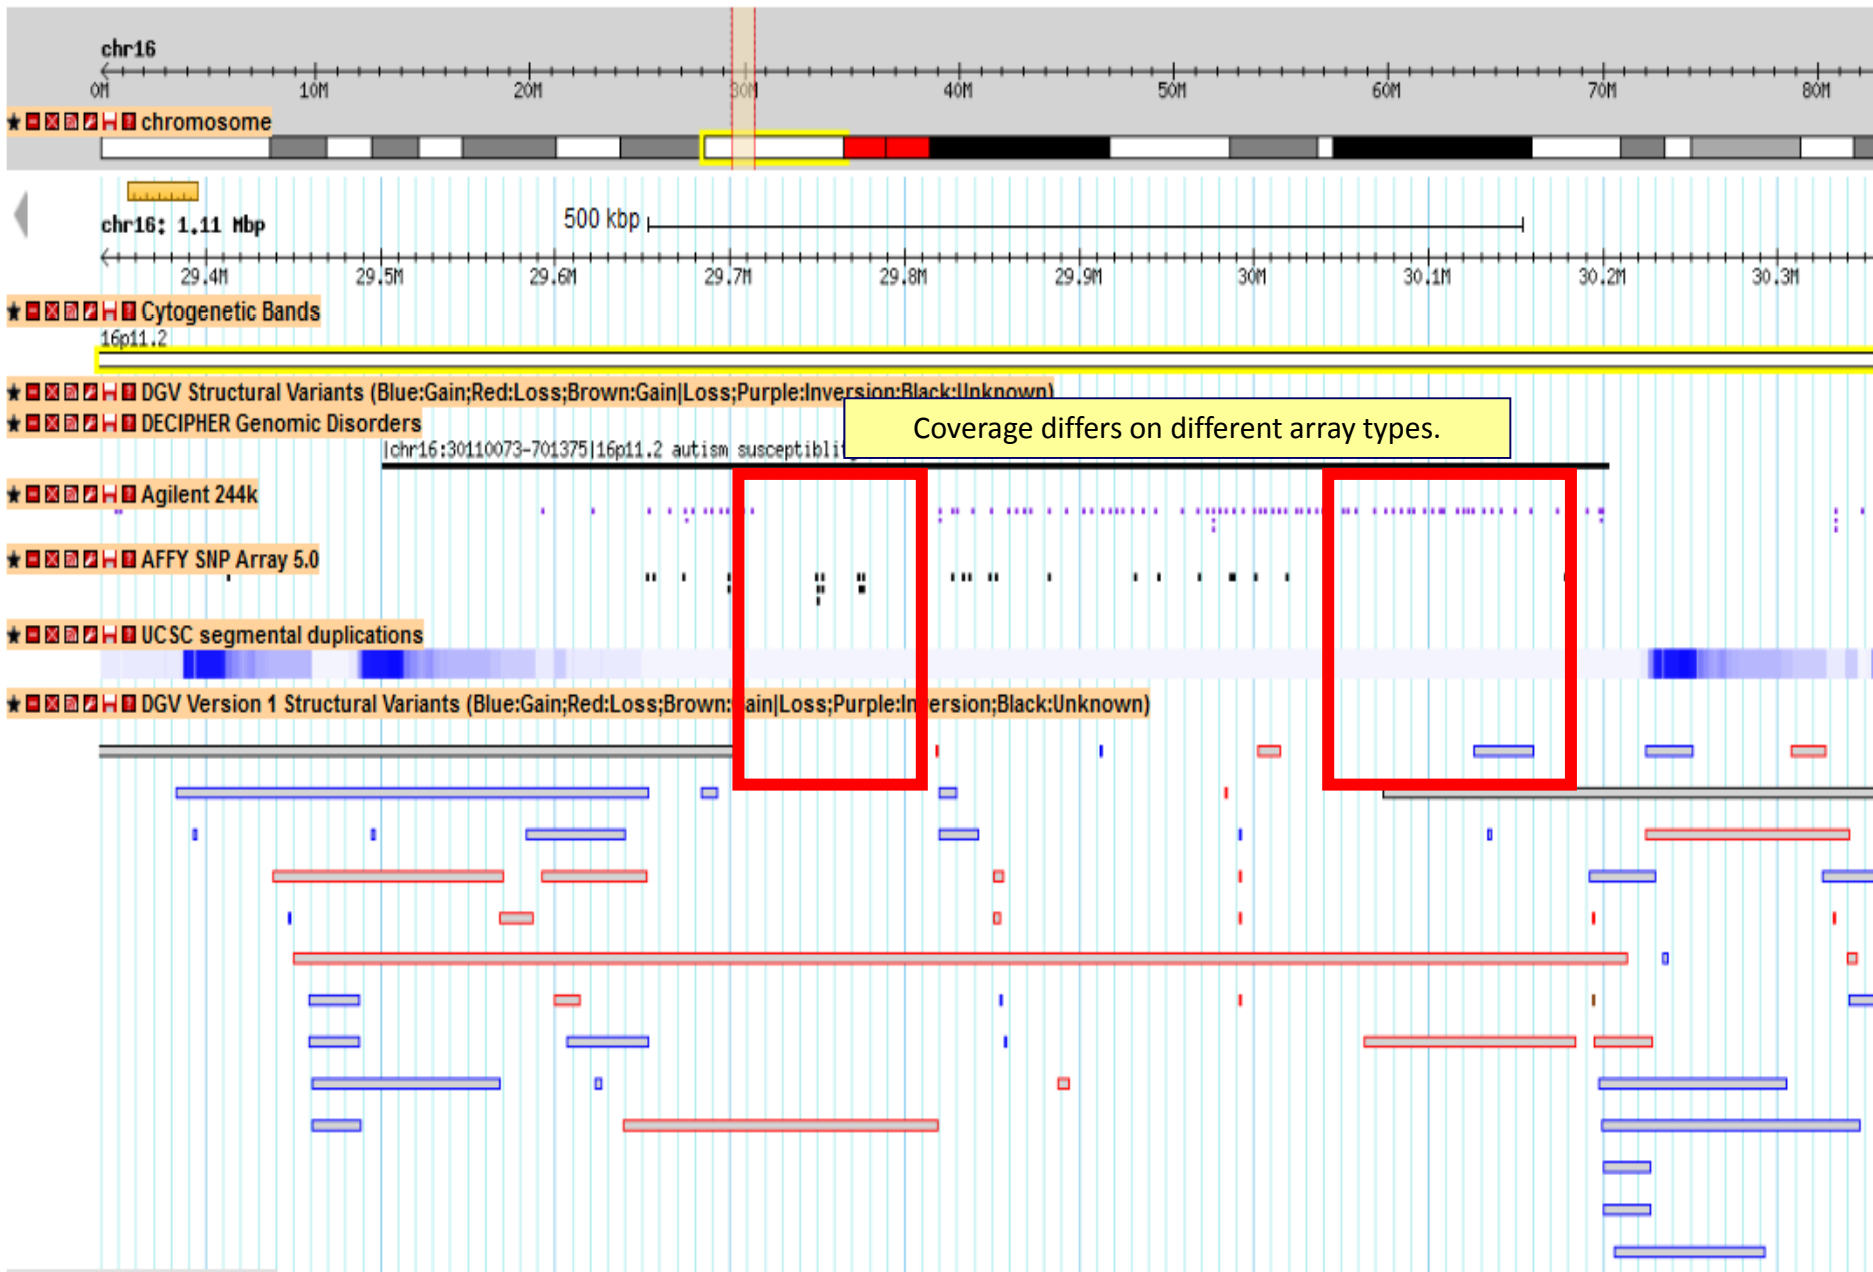 chr16
0M 10M 20M 30M 40M 50M 60M 70M 80M
chromosome
chr16: 1.11 Mbp
500 kbp
29.4M 29.5M 29.6M 29.7M 29.8M 29.9M 30M 30.1M 30.2M 30.3M
Cytogenetic Bands
16p11.2
DGV Structural Variants (Blue:Gain;Red:Loss;Brown:Gain|Loss;Purple:Inversion;Black:Unknown)
DECIPHER Genomic Disorders
Coverage differs on different array types.
|chr16:30110073-701375|16p11.2 autism
Agilent 244k
AFFY SNP Array 5.0
UCSC segmental duplications
DGV Version 1 Structural Variants (Blue:Gain;Red:Loss;Brown:Gain|Loss;Purple:Inversion;Black:Unknown)